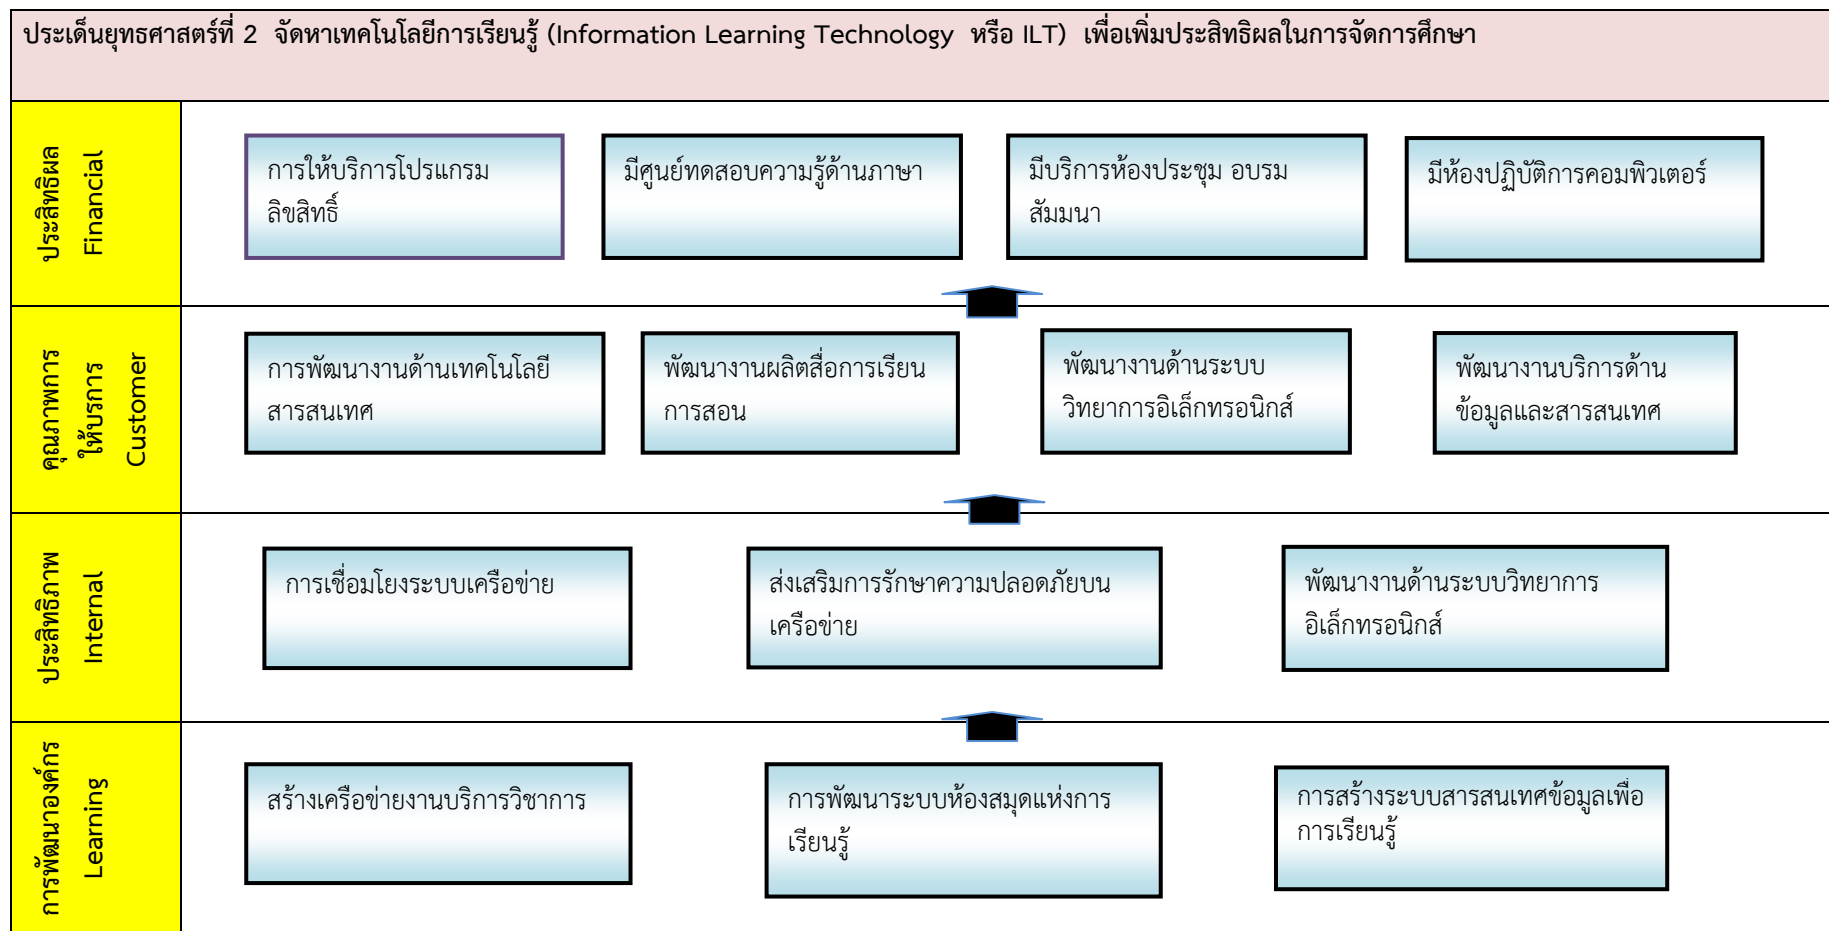 ประเด็นยุทธศาสตร์ที่ 2 จัดหาเทคโนโลยีการเรียนรู้ (Information Learning Technology หรือ ILT) เพื่อเพิ่มประสิทธิผลในการจัดการศึกษา
ประสิทธิผล
Financial
การให้บริการโปรแกรม
ลิขสิทธิ์
มีศูนย์ทดสอบความรู้ด้านภาษา
มีบริการห้องประชุม อบรม
สัมมนา
มีห้องปฏิบัติการคอมพิวเตอร์
คุณภาพการ
ให้บริการ
Customer
การพัฒนางานด้านเทคโนโลยี
สารสนเทศ
พัฒนางานผลิตสื่อการเรียน
การสอน
พัฒนางานด้านระบบ
วิทยาการอิเล็กทรอนิกส์
พัฒนางานบริการด้าน
ข้อมูลและสารสนเทศ
ประสิทธิภาพ
Internal
การเชื่อมโยงระบบเครือข่าย
ส่งเสริมการรักษาความปลอดภัยบน
เครือข่าย
พัฒนางานด้านระบบวิทยาการ
อิเล็กทรอนิกส์
การพัฒนาองค์กร
Learning
สร้างเครือข่ายงานบริการวิชาการ
การพัฒนาระบบห้องสมุดแห่งการ
เรียนรู้
การสร้างระบบสารสนเทศข้อมูลเพื่อ
การเรียนรู้